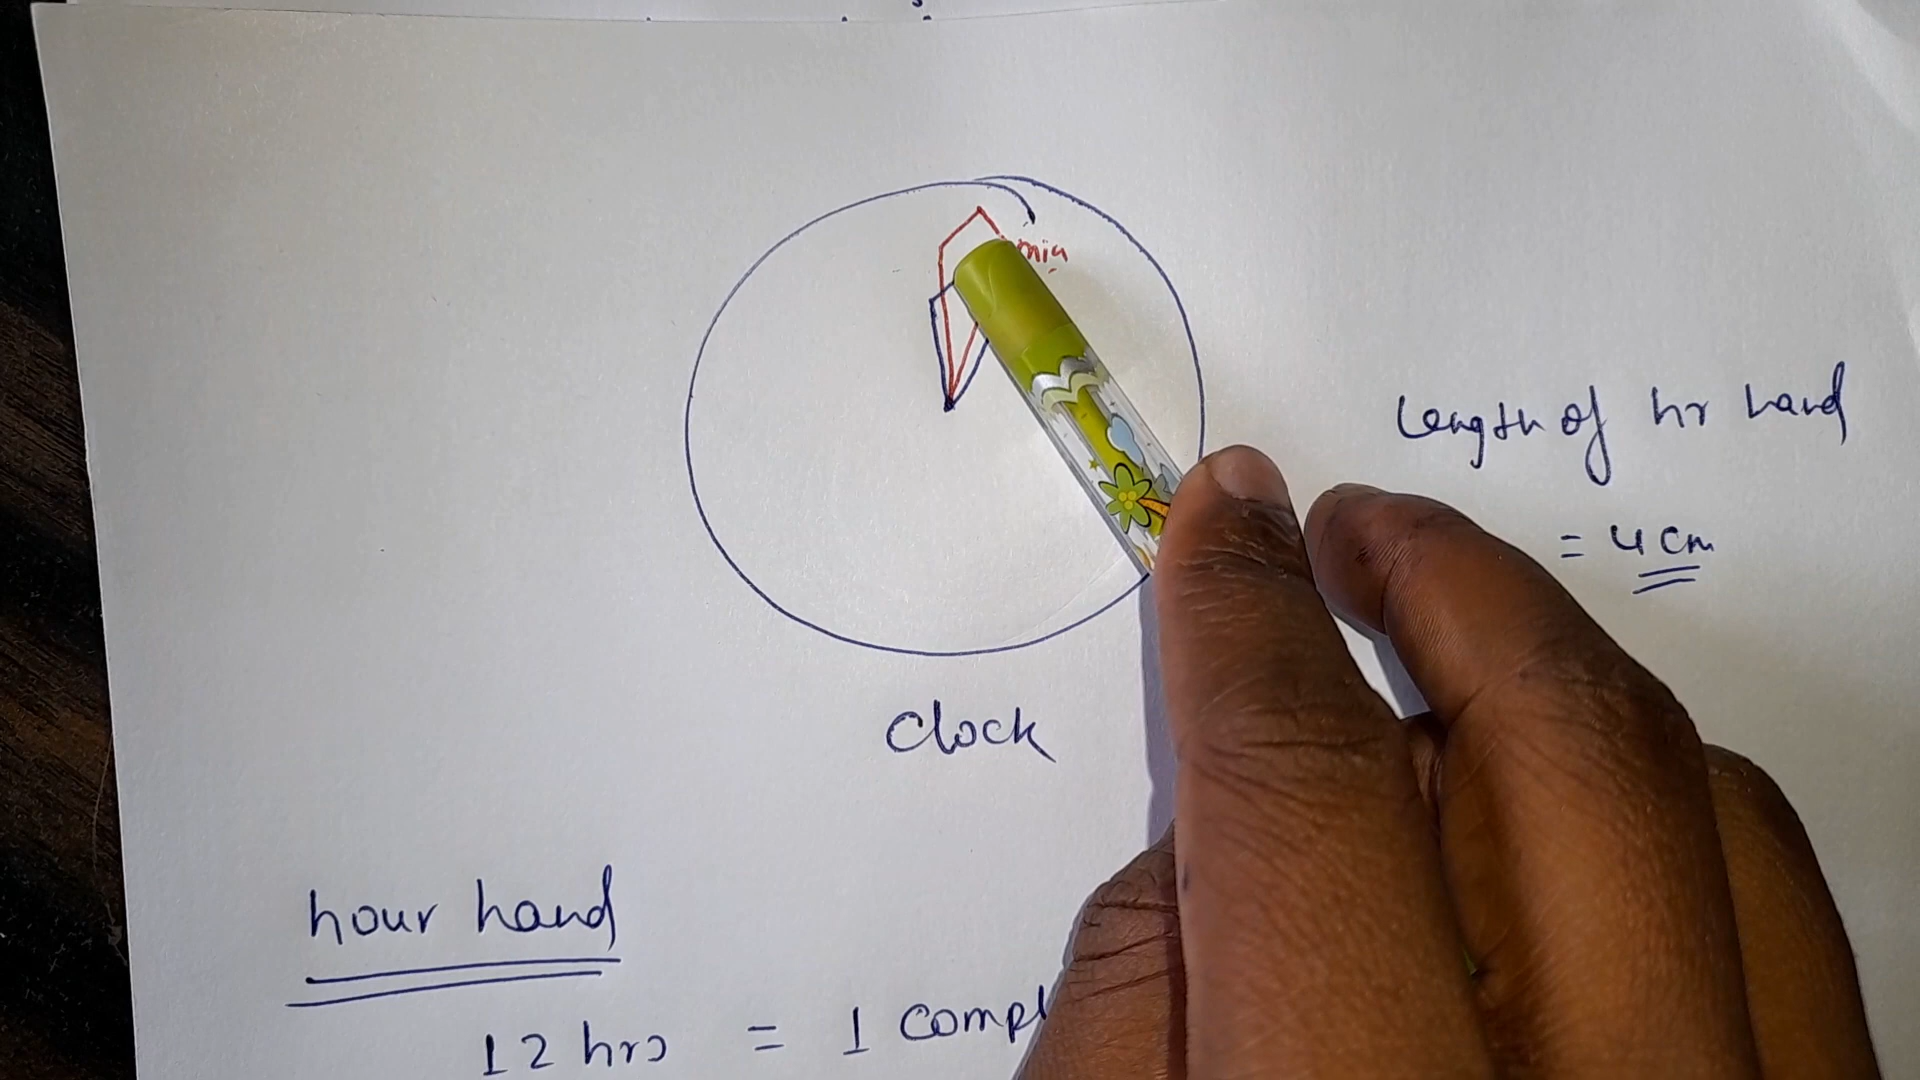 min
Length of hr hand
= 4 cm
Clock
hour hand
12 hrs = 1 compl